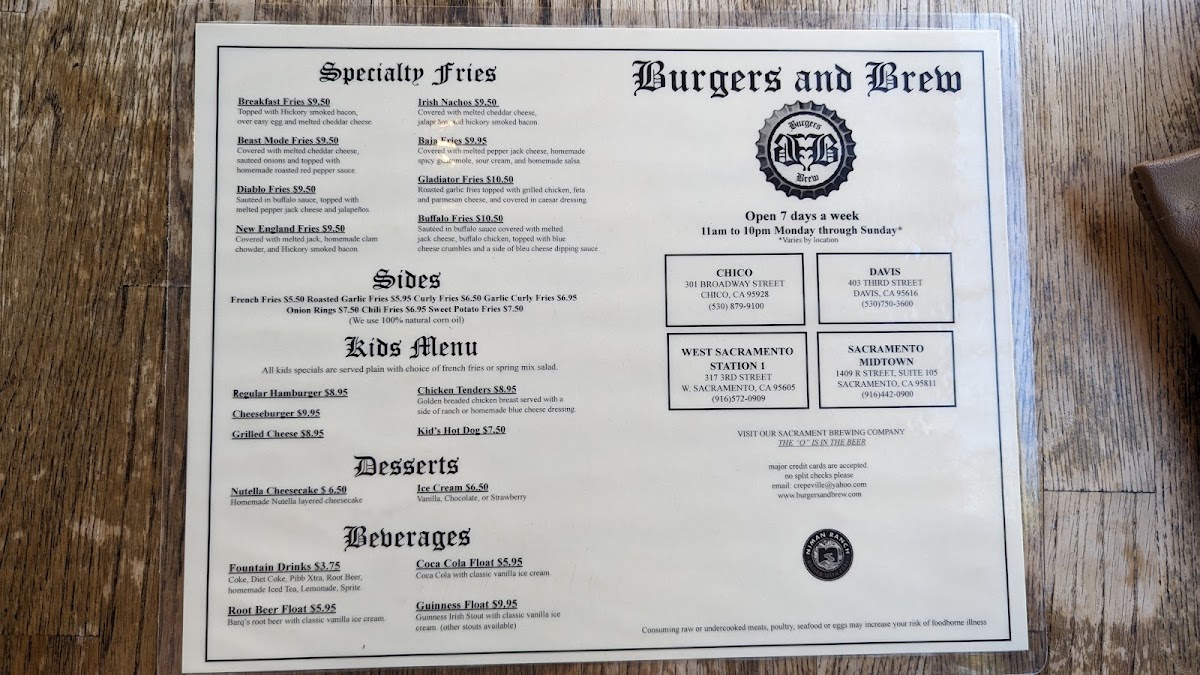 Specialty Fries
Breakfast Fries $9.50
Topped with Hickory smoked bacon,
over easy egg and melted cheddar cheese.
Beast Mode Fries $9.50
Covered with melted cheddar cheese,
sauteed onions and topped with
homemade roasted red pepper sauce.
Diablo Fries $9.50
Sautéed in buffalo sauce, topped with
melted pepper jack cheese and jalapeños.
New England Fries $9.50
Covered with melted jack, homemade clam
chowder, and Hickory smoked bacon.
Irish Nachos $9.50
Covered with melted cheddar cheese,
and hickory smoked bacon.
Baja Fries $9.95
Covered with melted pepper jack cheese, homemade
spicy sour cream, and homemade salsa.
Gladiator Fries $10.50
Roasted garlic fries topped with grilled chicken, feta
and parmesan cheese, and covered in caesar dressing.
Buffalo Fries $10.50
Sautéed in buffalo sauce covered with melted
jack cheese, buffalo chicken, topped with blue
cheese crumbles and a side of bleu cheese dipping sauce.
Sides
French Fries $5.50 Roasted Garlic Fries $5.95 Curly Fries $6.50 Garlic Curly Fries $6.95
Onion Rings $7.50 Chili Fries $6.95 Sweet Potato Fries $7.50
(We use 100% natural corn oil)
Kids Menu
All kids specials are served plain with choice of french fries or spring mix salad.
Regular Hamburger $8.95
Cheeseburger $9.95
Grilled Cheese $8.95
Chicken Tenders $8.95
Golden breaded chicken breast served with a
side of ranch or homemade blue cheese dressing.
Kid's Hot Dog $7.50
Desserts
Nutella Cheesecake $ 6.50
Homemade Nutella layered cheesecake
Ice Cream $6.50
Vanilla, Chocolate, or Strawberry
Beverages
Fountain Drinks $3.75
Coke, Diet Coke, Pibb Xtra, Root Beer,
homemade Iced Tea, Lemonade, Sprite
Root Beer Float $5.95
Barq's root beer with classic vanilla ice cream.
Coca Cola Float $5.95
Coca Cola with classic vanilla ice cream.
Guinness Float $9.95
Guinness Irish Stout with classic vanilla ice
cream. (other stouts available)
Burgers and Brew
Burgers
B&B
Brew
Open 7 days a week
11am to 10pm Monday through Sunday*
*Varies by location
CHICO
301 BROADWAY STREET
CHICO, CA 95928
(530) 879-9100
DAVIS
403 THIRD STREET
DAVIS, CA 95616
(530)750-3600
WEST SACRAMENTO
STATION 1
317 3RD STREET
W. SACRAMENTO, CA 95605
(916)572-0909
SACRAMENTO
MIDTOWN
1409 R STREET, SUITE 105
SACRAMENTO, CA 95811
(916)442-0900
VISIT OUR SACRAMENT BREWING COMPANY
THE "O" IS IN THE BEER
major credit cards are accepted.
no split checks please
email: crepeville@yahoo.com
www.burgersandbrew.com
NIMAN RANCH
Consuming raw or undercooked meats, poultry, seafood or eggs may increase your risk of foodborne illness